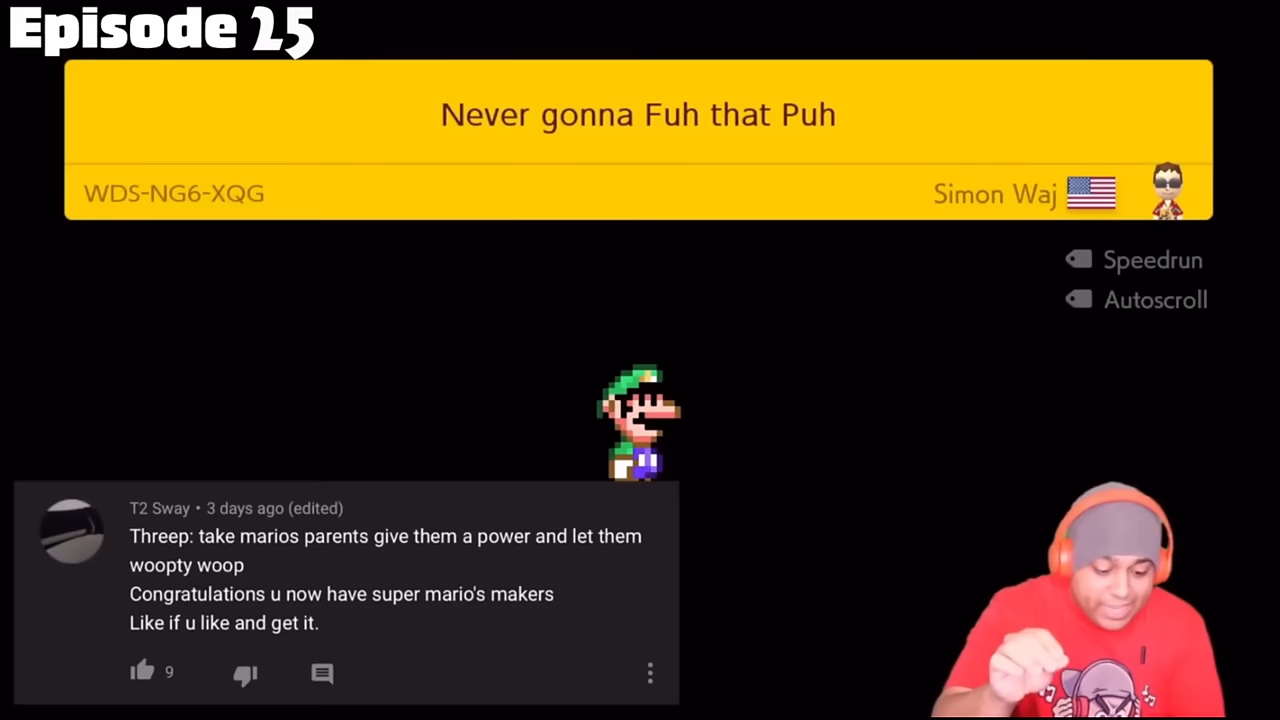 Episode 25
Never gonna Fuh that Puh
WDS-NG6-XQG
Simon Waj
Speedrun
Autoscroll
T2 Sway • 3 days ago (edited)
Threep: take marios parents give them a power and let them
woopty woop
Congratulations u now have super mario's makers
Like if u like and get it.
9